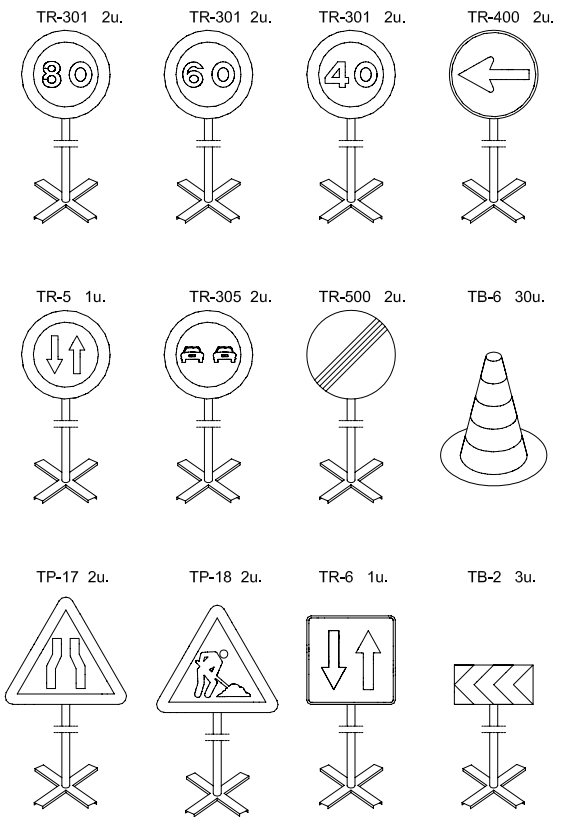 TR-301 2u. TR-301 2u. TR-301 2u. TR-400 2u.
80 60 40
TR-5 1u. TR-305 2u. TR-500 2u. TB-6 30u.
TP-17 2u. TP-18 2u. TR-6 1u. TB-2 3u.